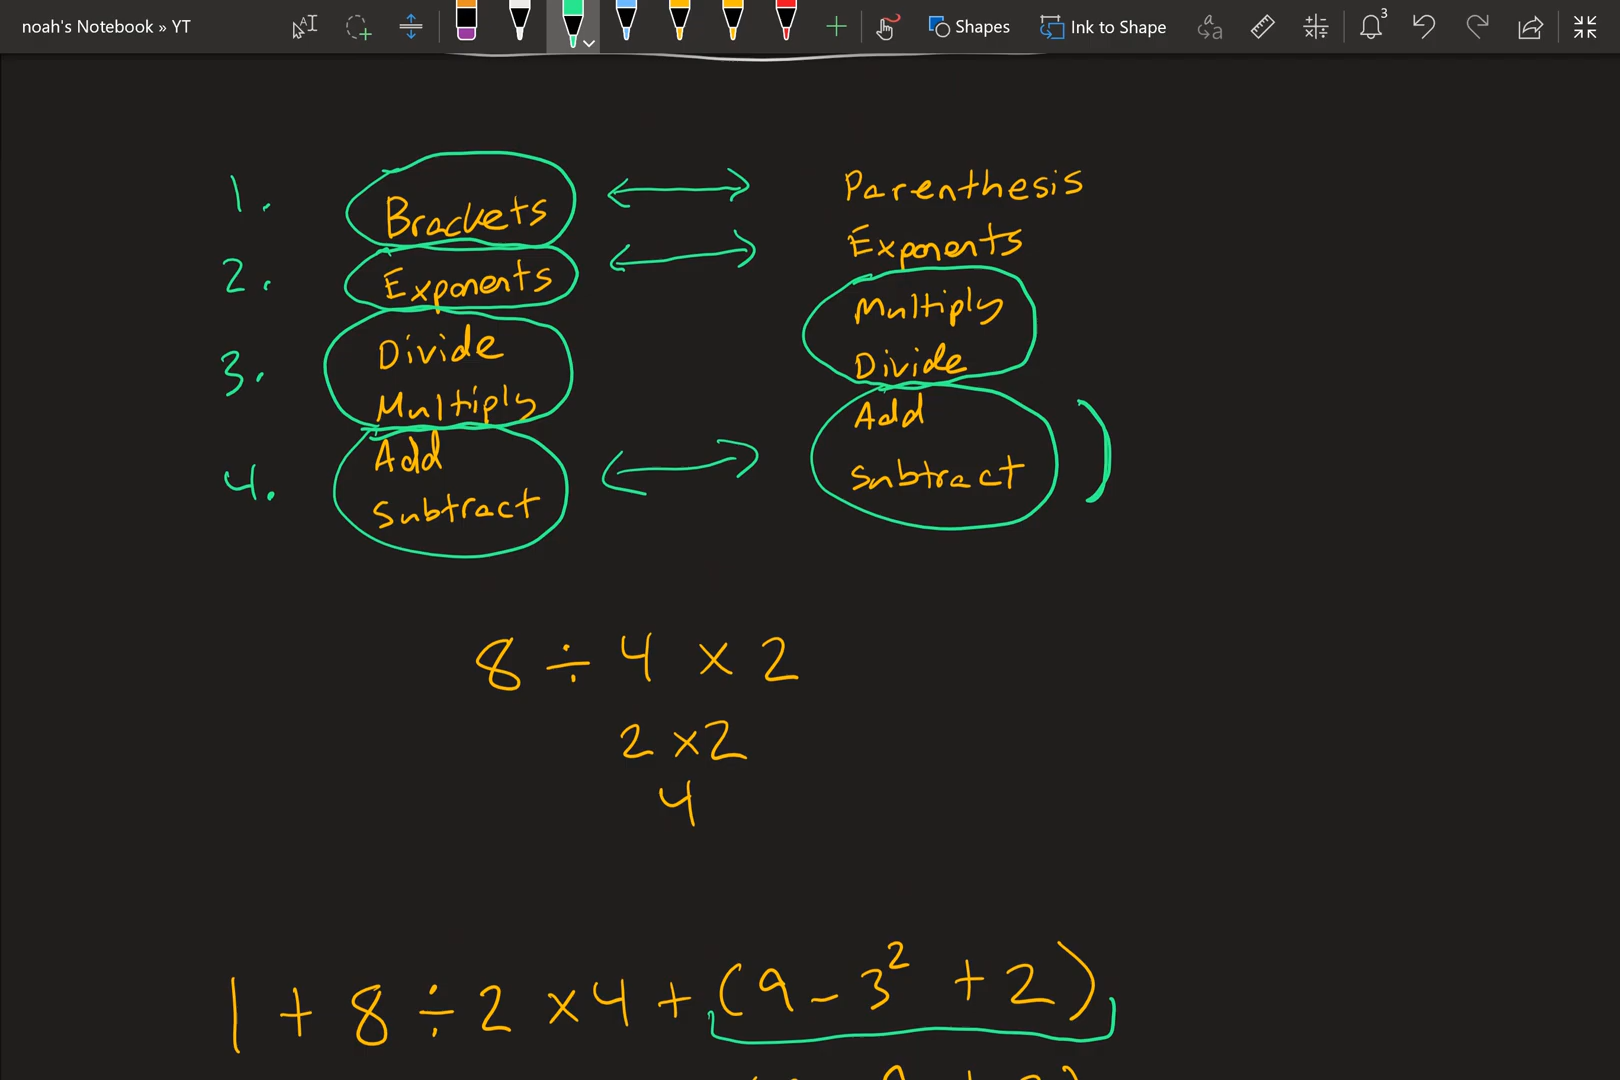 noah's Notebook » YT
Shapes
Ink to Shape
3
1. Brackets Parenthesis
2. Exponents Exponents
3. Divide Multiply
Multiply Divide
4. Add Add
Subtract Subtract
8 ÷ 4 × 2
2 × 2
4
1 + 8 ÷ 2 × 4 + (9 - 3² + 2)